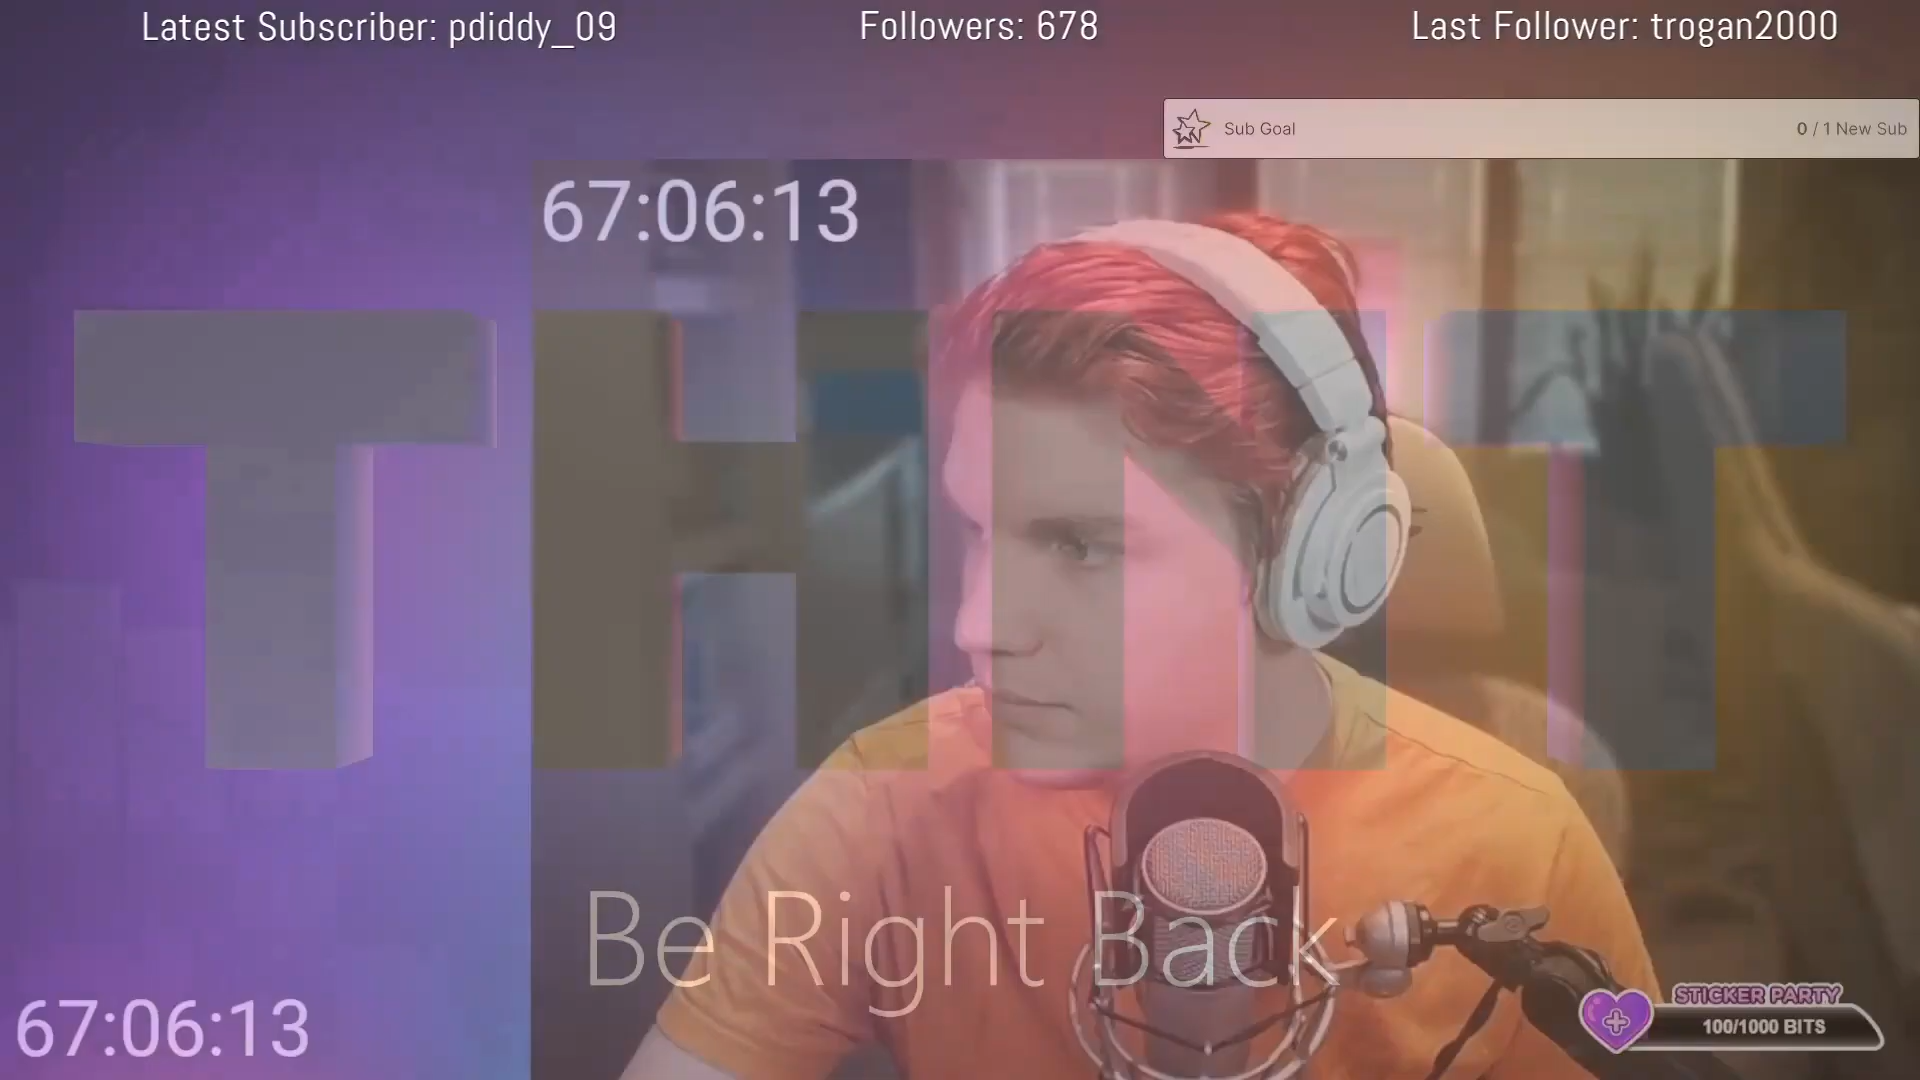 Latest Subscriber: pdiddy_09
Followers: 678
Last Follower: trogan2000
Sub Goal
0 / 1 New Sub
67:06:13
THNT
Be Right Back
67:06:13
STICKER PARTY
100/1000 BITS